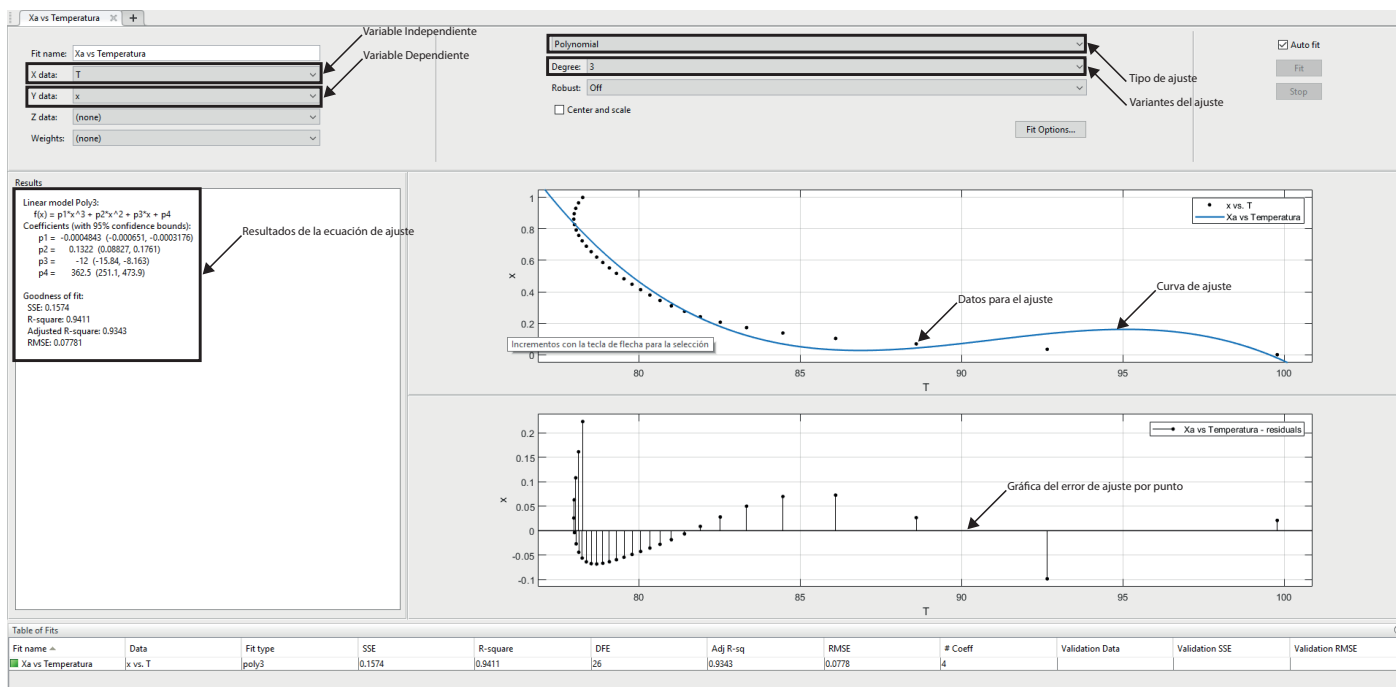 Xa vs Temperatura
Variable Independiente
Variable Dependiente
Fit name: Xa vs Temperatura
X data: T
Y data: x
Z data: (none)
Weights: (none)
Polynomial
Degree: 3
Robust: Off
Center and scale
Fit Options...
Tipo de ajuste
Variantes del ajuste
Auto fit
Fit
Stop
Results
Linear model Poly3:
f(x) = p1*x^3 + p2*x^2 + p3*x + p4
Coefficients (with 95% confidence bounds):
p1 = -0.0004843 (-0.000651, -0.0003176)
p2 = 0.1322 (0.08827, 0.1761)
p3 = -12 (-15.84, -8.163)
p4 = 362.5 (251.1, 473.9)
Goodness of fit:
SSE: 0.1574
R-square: 0.9411
Adjusted R-square: 0.9343
RMSE: 0.07781
Resultados de la ecuación de ajuste
x vs. T
Xa vs Temperatura
Datos para el ajuste
Curva de ajuste
Incrementos con la tecla de flecha para la selección
1
0.8
0.6
0.4
0.2
0
x
80 85 90 95 100
T
Xa vs Temperatura - residuals
Gráfica del error de ajuste por punto
0.2
0.15
0.1
0.05
0
-0.05
-0.1
x
80 85 90 95 100
T
Table of Fits
Fit name Data Fit type SSE R-square DFE Adj R-sq RMSE # Coeff Validation Data Validation SSE Validation RMSE
Xa vs Temperatura x vs. T poly3 0.1574 0.9411 26 0.9343 0.0778 4